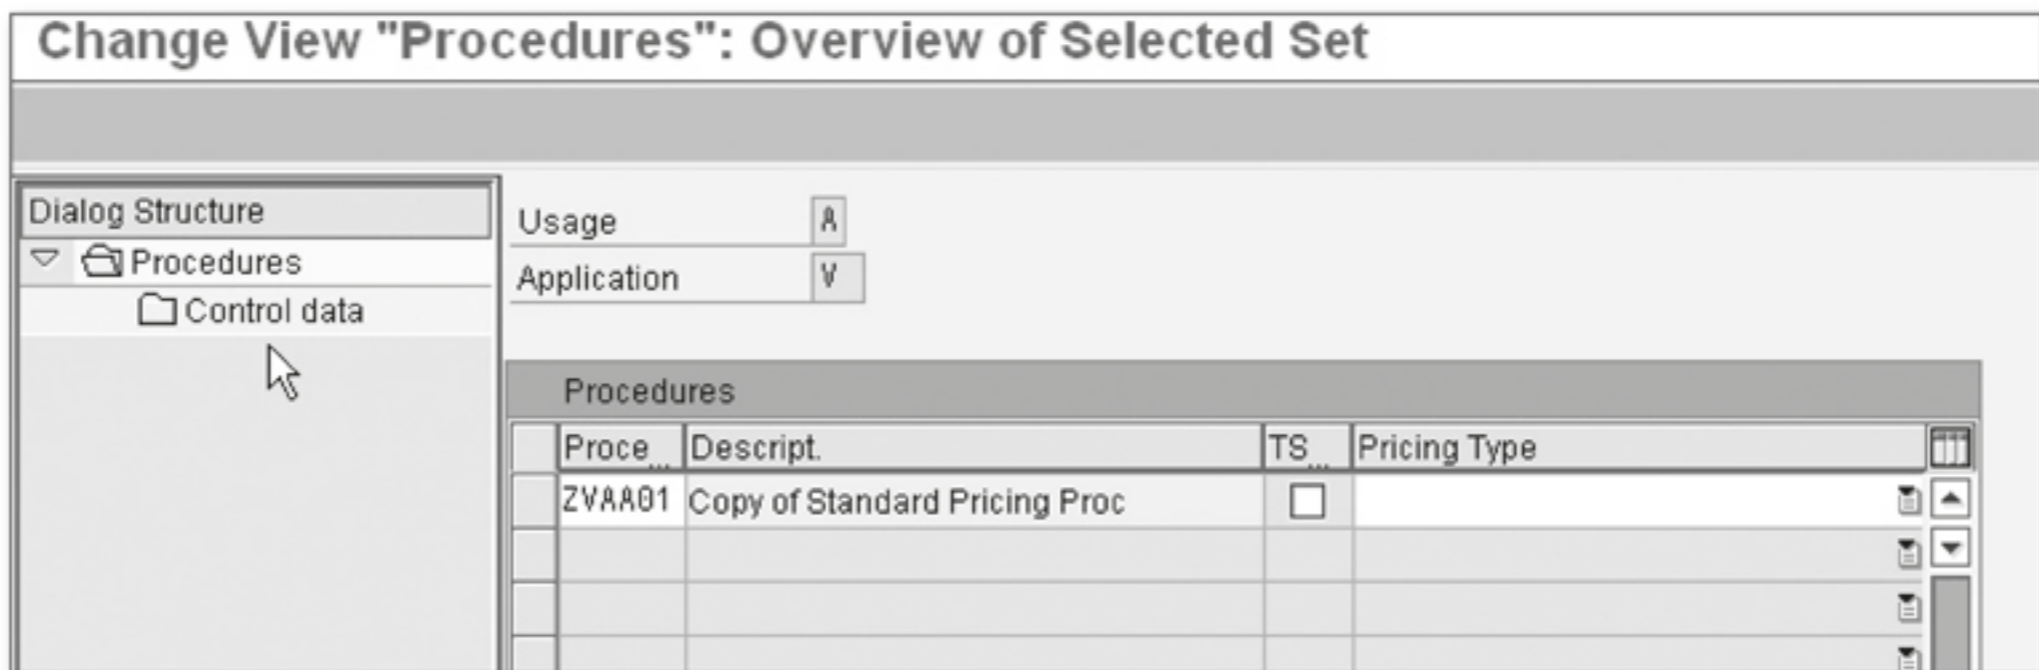 Change View "Procedures": Overview of Selected Set
Dialog Structure
Procedures
Control data
Usage A
Application V
Procedures
Proce... Descript. TS... Pricing Type
ZVAA01 Copy of Standard Pricing Proc